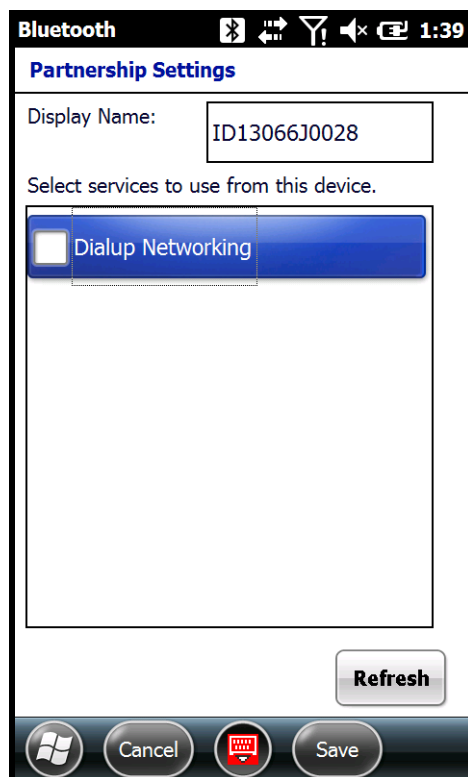 Bluetooth 1:39
Partnership Settings
Display Name:
ID13066J0028
Select services to use from this device.
Dialup Networking
Refresh
Cancel Save